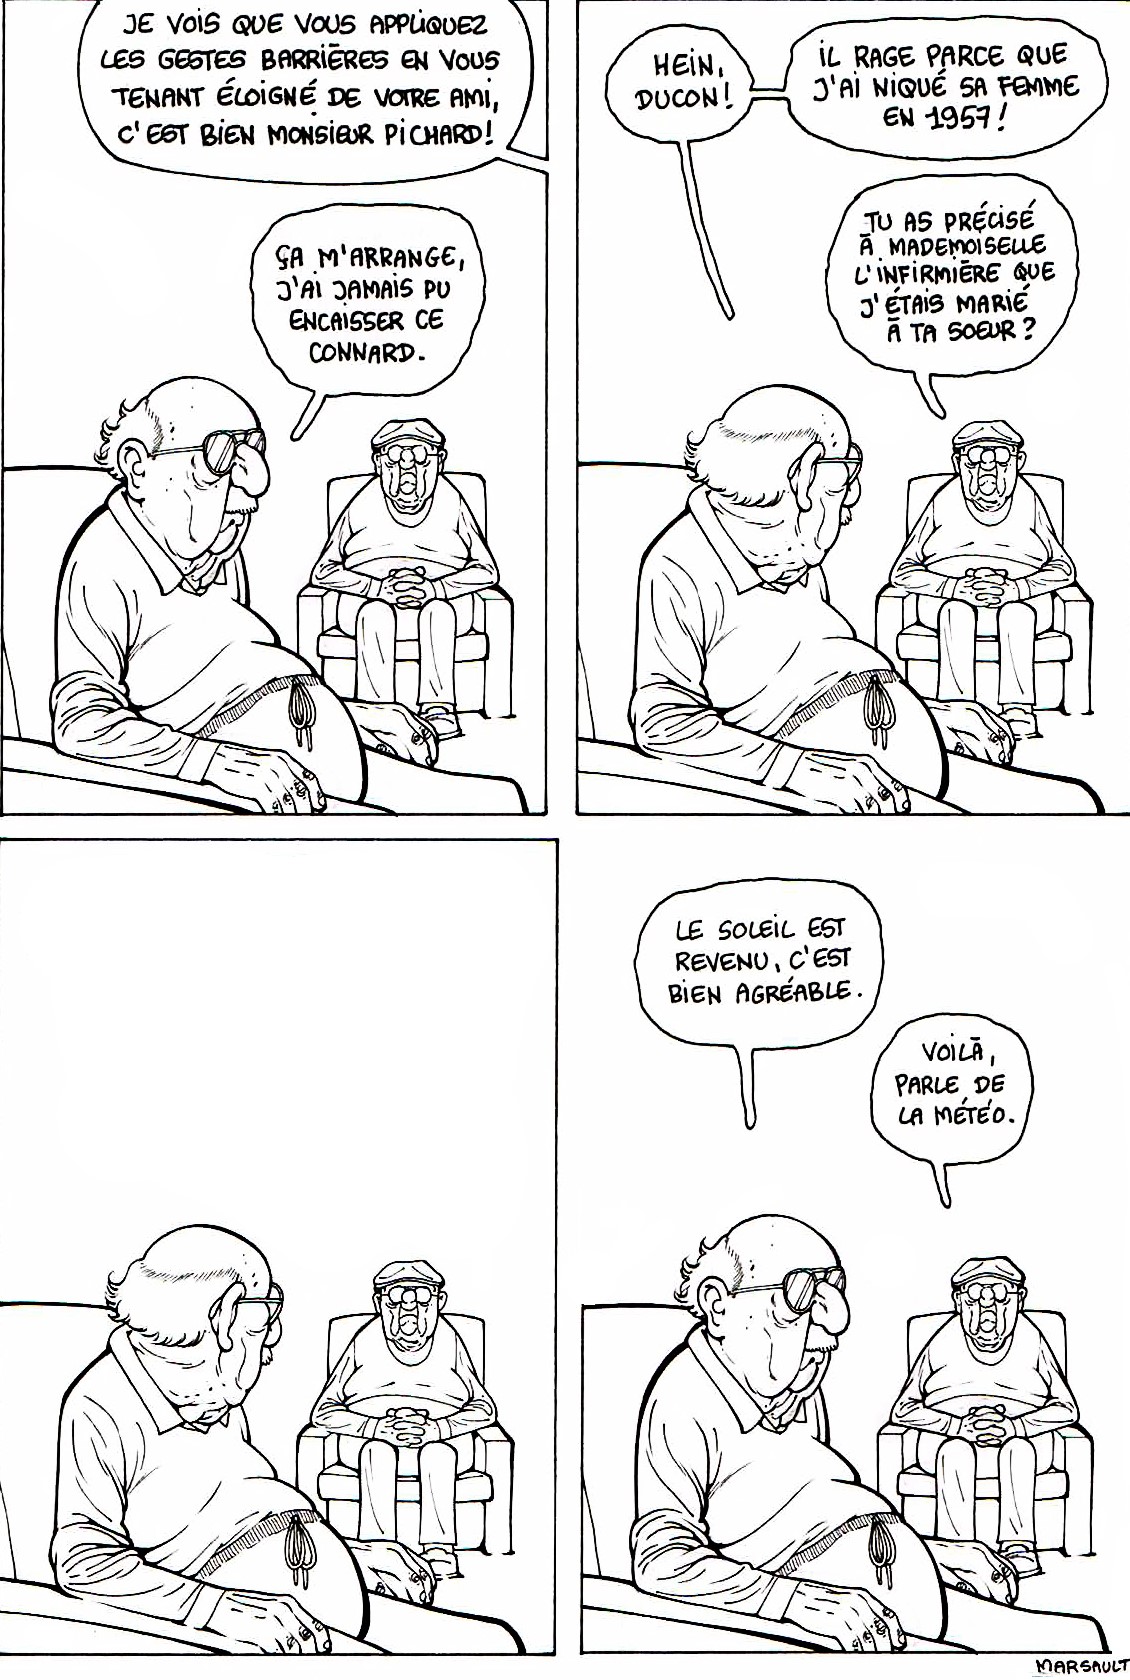 JE VOIS QUE VOUS APPLIQUEZ
LES GESTES BARRIÈRES EN VOUS
TENANT ÉLOIGNÉ DE VOTRE AMI,
C'EST BIEN MONSIEUR PICHARD!
ÇA M'ARRANGE,
J'AI JAMAIS PU
ENCAISSER CE
CONNARD.
HEIN,
DUCON!
IL RAGE PARCE QUE
J'AI NIQUÉ SA FEMME
EN 1957!
TU AS PRÉCISÉ
À MADEMOISELLE
L'INFIRMIÈRE QUE
J'ÉTAIS MARIÉ
À TA SOEUR?
LE SOLEIL EST
REVENU, C'EST
BIEN AGRÉABLE.
VOILÀ,
PARLE DE
LA MÉTÉO.
MARSAULT